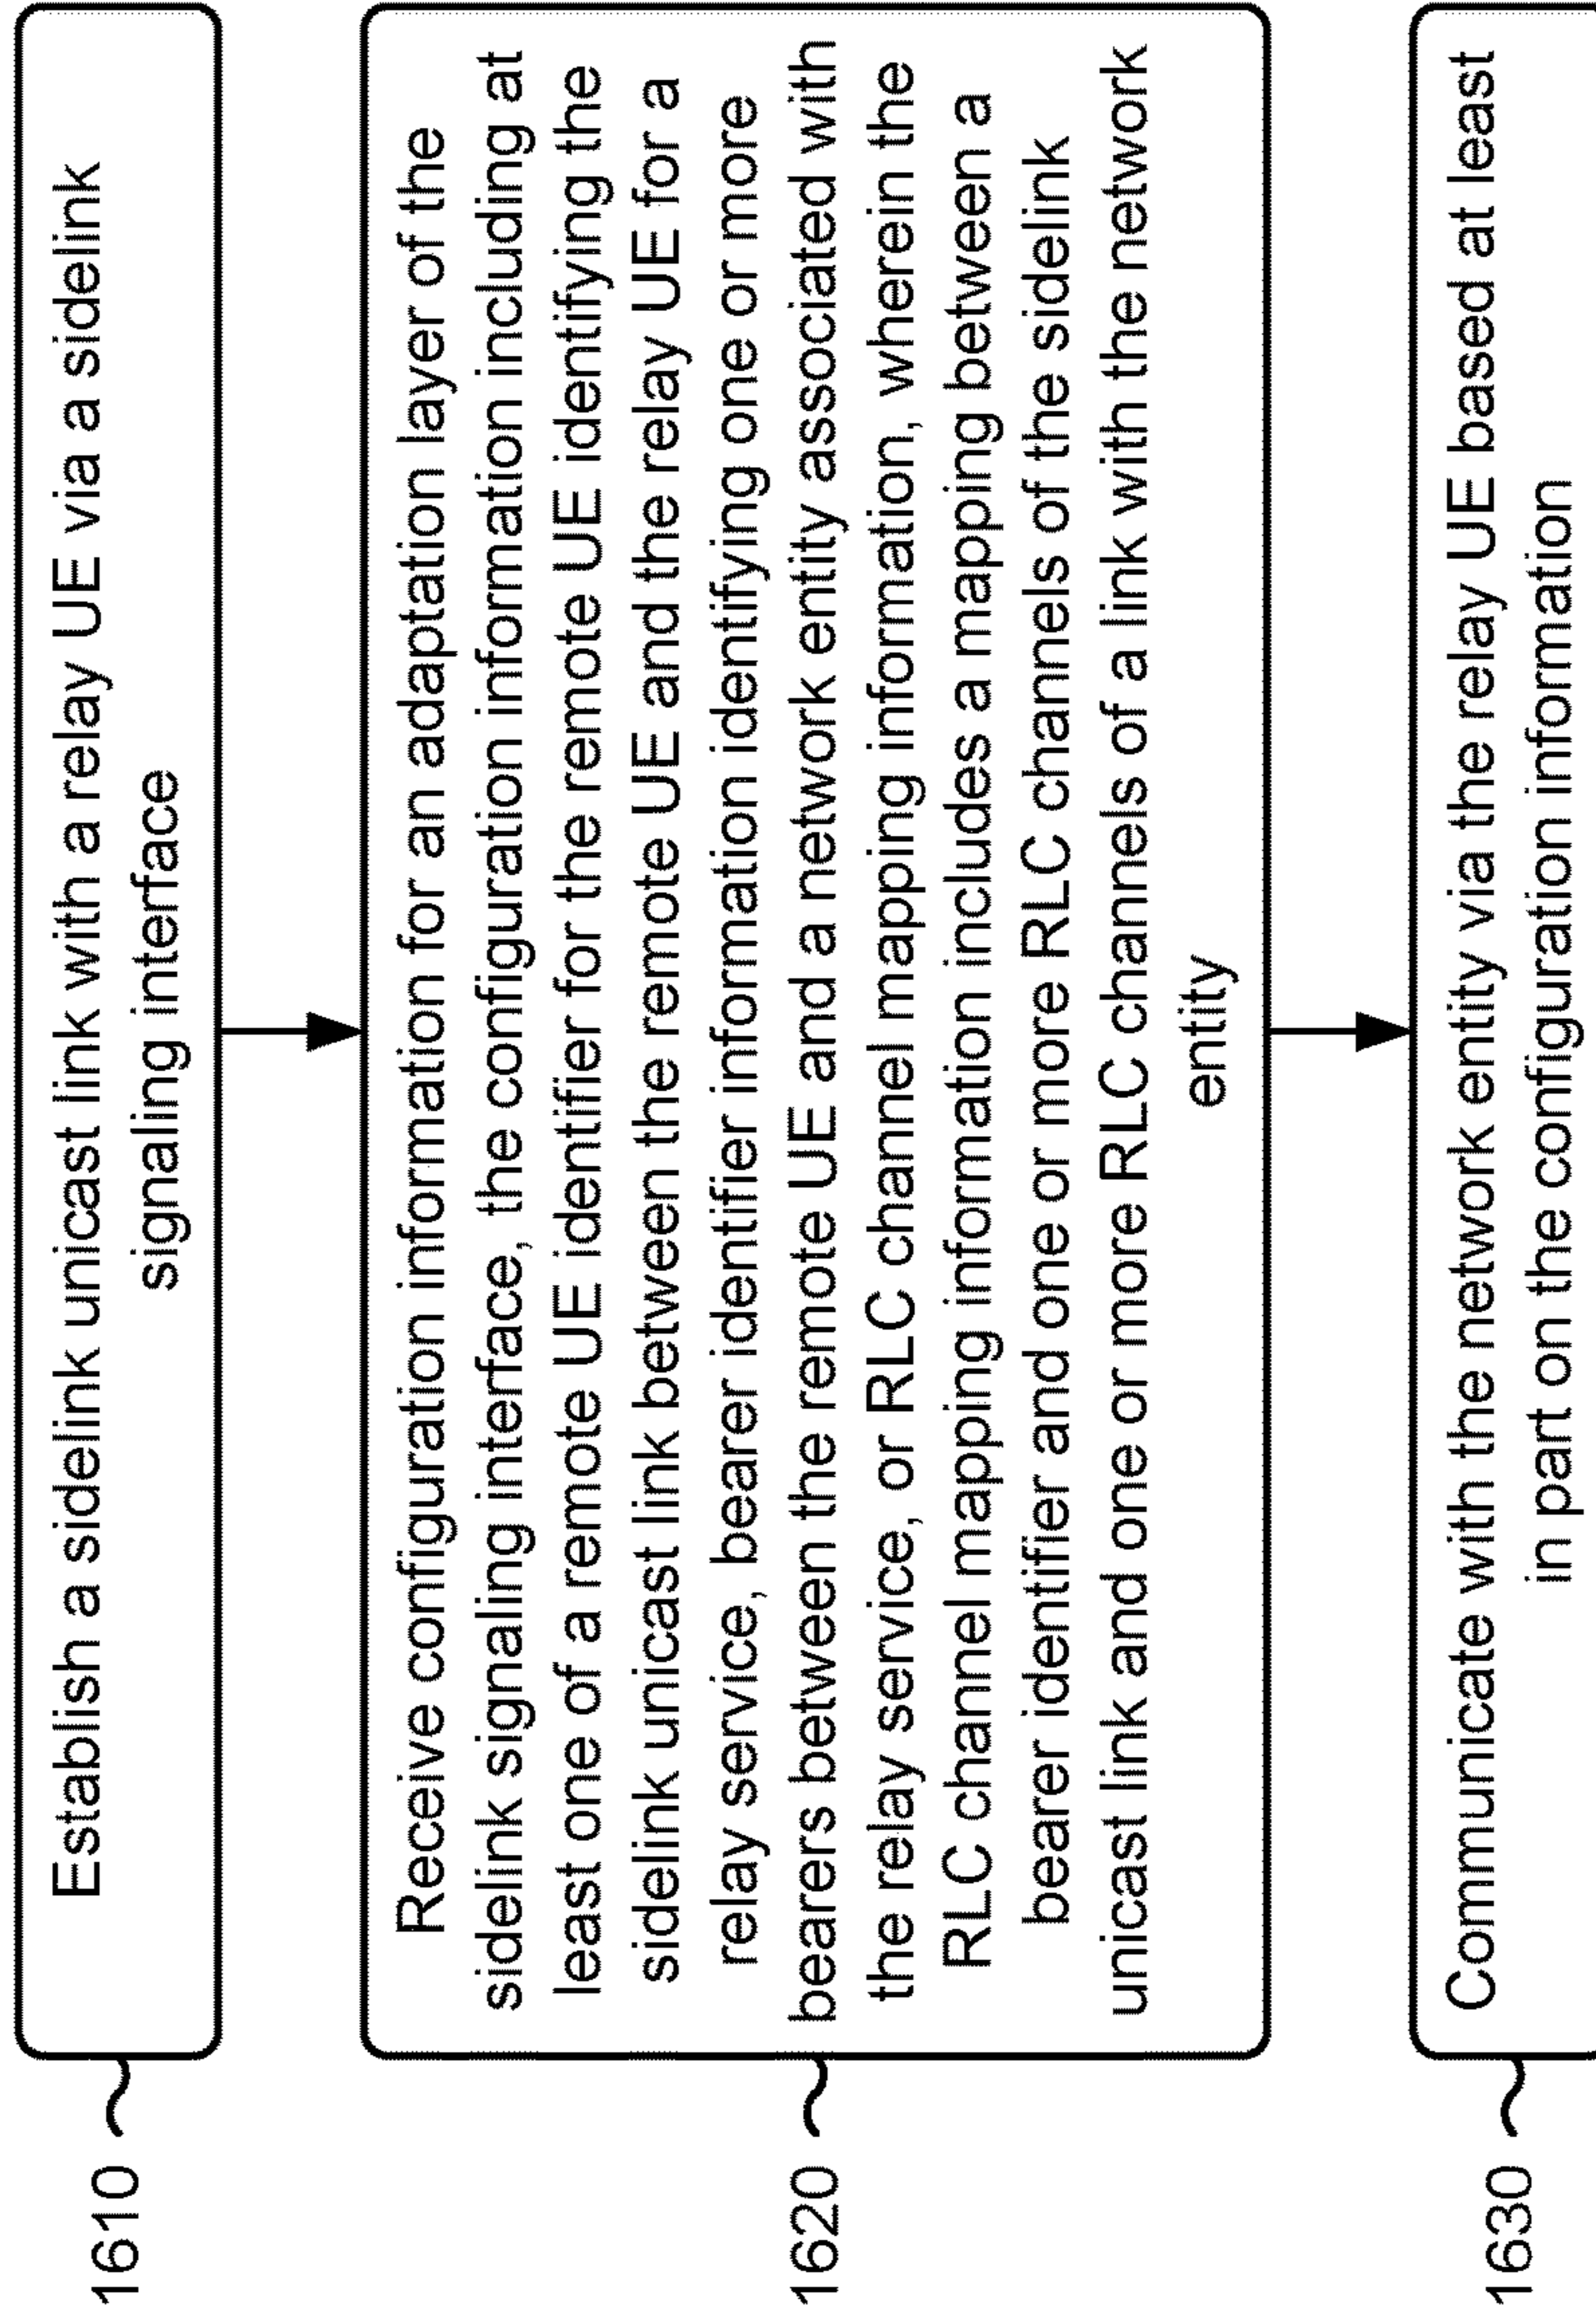 1610
Establish a sidelink unicast link with a relay UE via a sidelink
signaling interface
1620
Receive configuration information for an adaptation layer of the
sidelink signaling interface, the configuration information including at
least one of a remote UE identifier for the remote UE identifying the
sidelink unicast link between the remote UE and the relay UE for a
relay service, bearer identifier information identifying one or more
bearers between the remote UE and a network entity associated with
the relay service, or RLC channel mapping information, wherein the
RLC channel mapping information includes a mapping between a
bearer identifier and one or more RLC channels of the sidelink
unicast link and one or more RLC channels of a link with the network
entity
1630
Communicate with the network entity via the relay UE based at least
in part on the configuration information